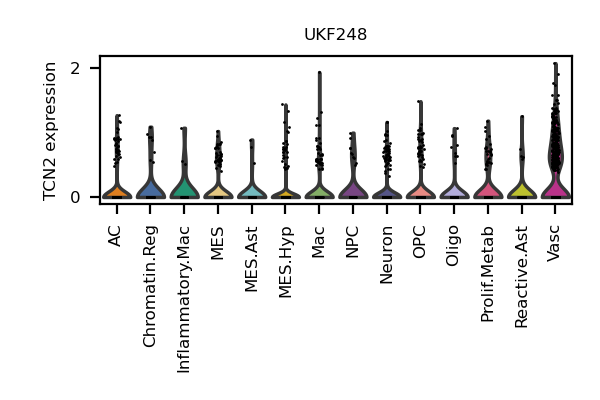 UKF248
TCN2 expression
2
0
AC
Chromatin.Reg
Inflammatory.Mac
MES
MES.Ast
MES.Hyp
Mac
NPC
Neuron
OPC
Oligo
Prolif.Metab
Reactive.Ast
Vasc